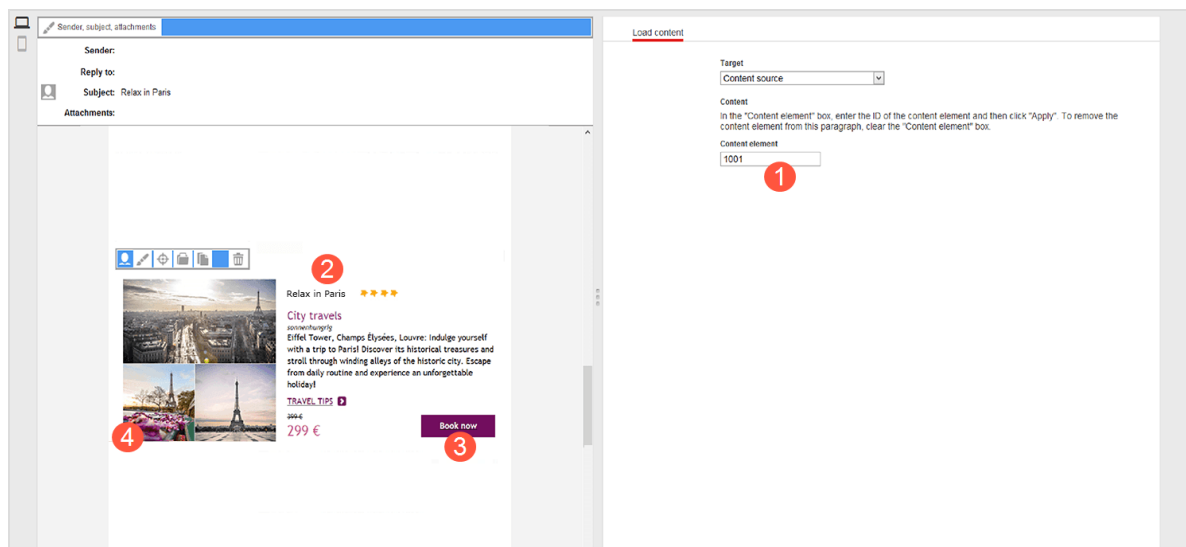 Sender, subject, attachments
Sender:
Reply to:
Subject: Relax in Paris
Attachments:
2
Relax in Paris
City travels
sonnenhungrig
Eiffel Tower, Champs Élysées, Louvre: Indulge yourself
with a trip to Paris! Discover its historical treasures and
stroll through winding alleys of the historic city. Escape
from daily routine and experience an unforgettable
holiday!
TRAVEL TIPS
399 €
299 €
Book now
4
3
Load content
Target
Content source
Content
In the "Content element" box, enter the ID of the content element and then click "Apply". To remove the
content element from this paragraph, clear the "Content element" box.
Content element
1001
1